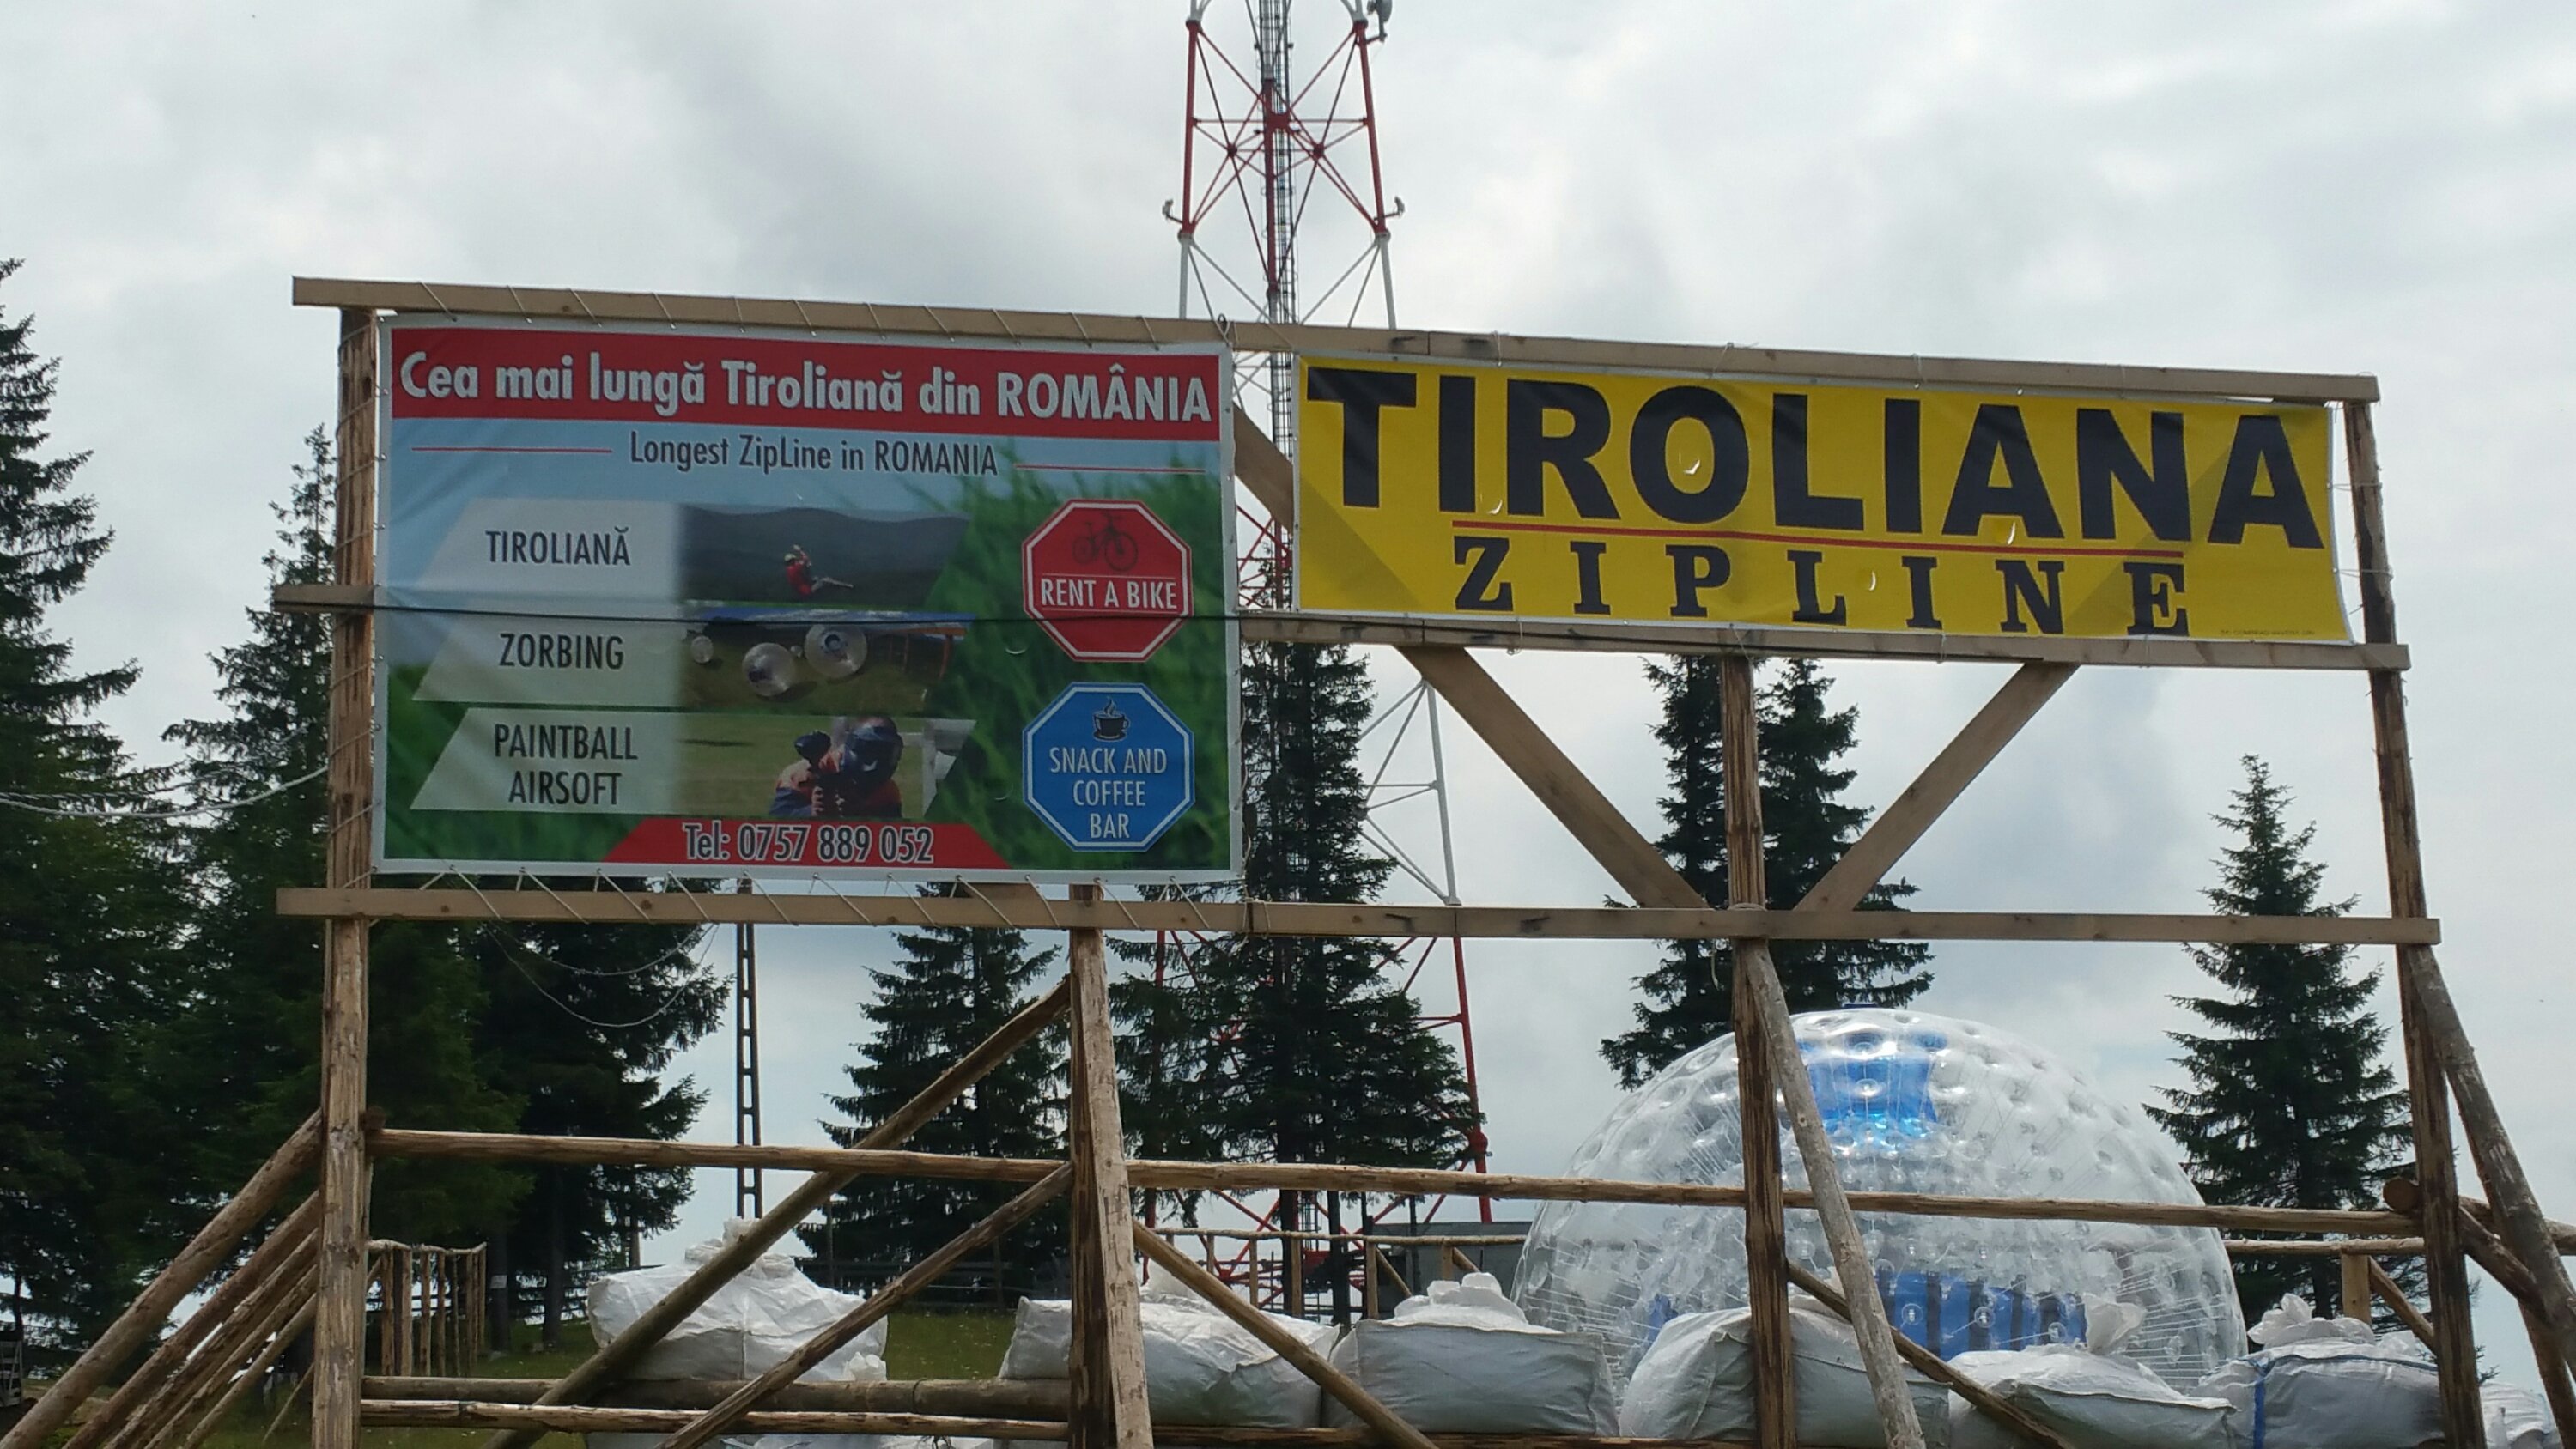 Cea mai lungă Tiroliană din ROMÂNIA
Longest ZipLine in ROMANIA
TIROLIANĂ
ZORBING
PAINTBALL
AIRSOFT
RENT A BIKE
SNACK AND
COFFEE
BAR
Tel: 0757 889 052
TIROLIANA
ZIPLINE